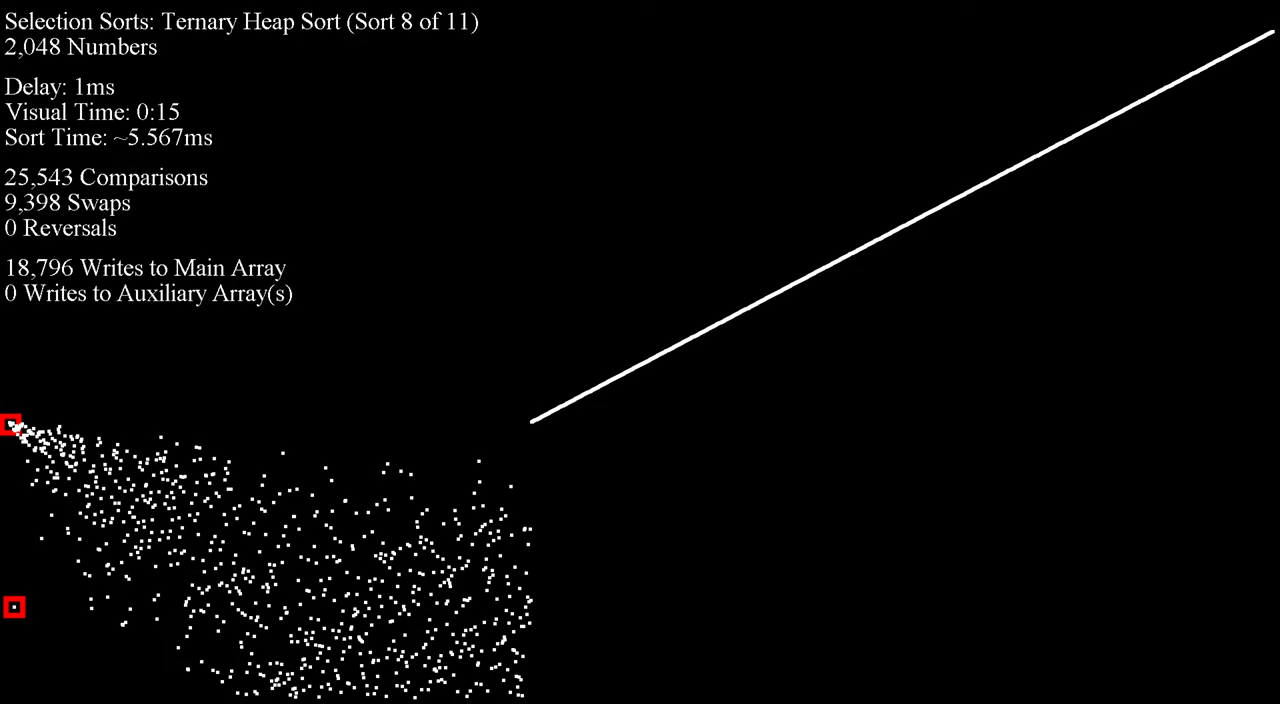 Selection Sorts: Ternary Heap Sort (Sort 8 of 11)
2,048 Numbers
Delay: 1ms
Visual Time: 0:15
Sort Time: ~5.567ms
25,543 Comparisons
9,398 Swaps
0 Reversals
18,796 Writes to Main Array
0 Writes to Auxiliary Array(s)